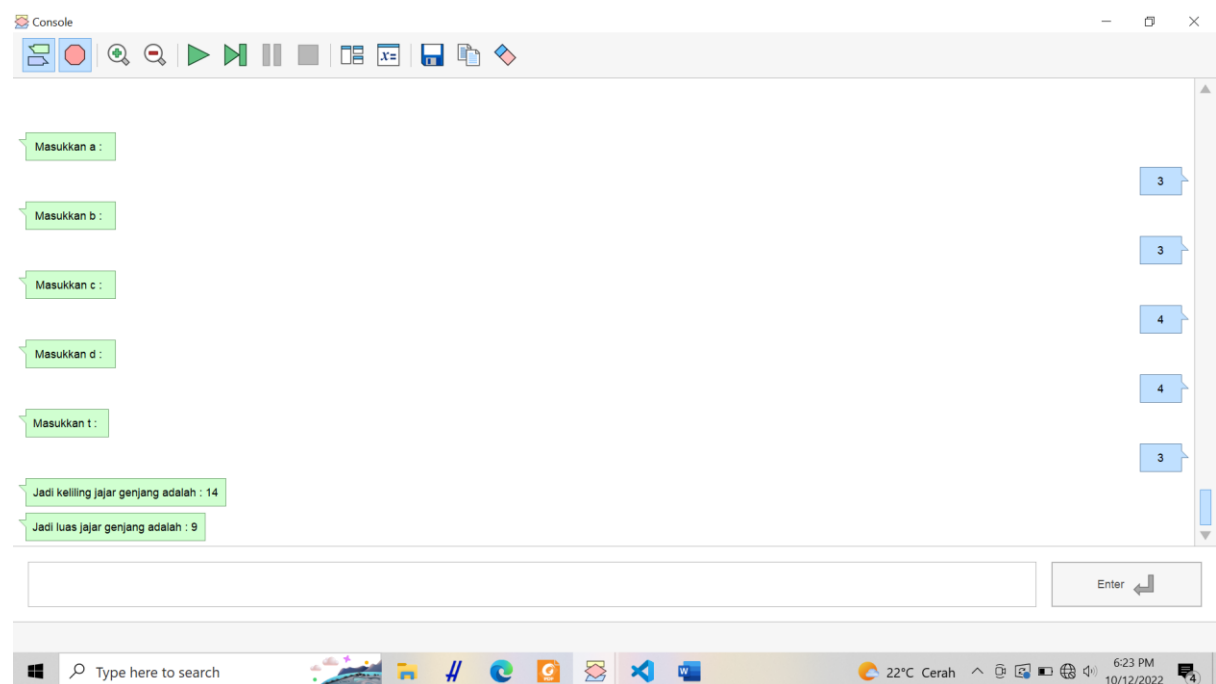 Console
x=
Masukkan a :
3
Masukkan b :
3
Masukkan c :
4
Masukkan d :
4
Masukkan t :
3
Jadi keliling jajar genjang adalah : 14
Jadi luas jajar genjang adalah : 9
Enter
Type here to search
22°C Cerah
6:23 PM
10/12/2022
4